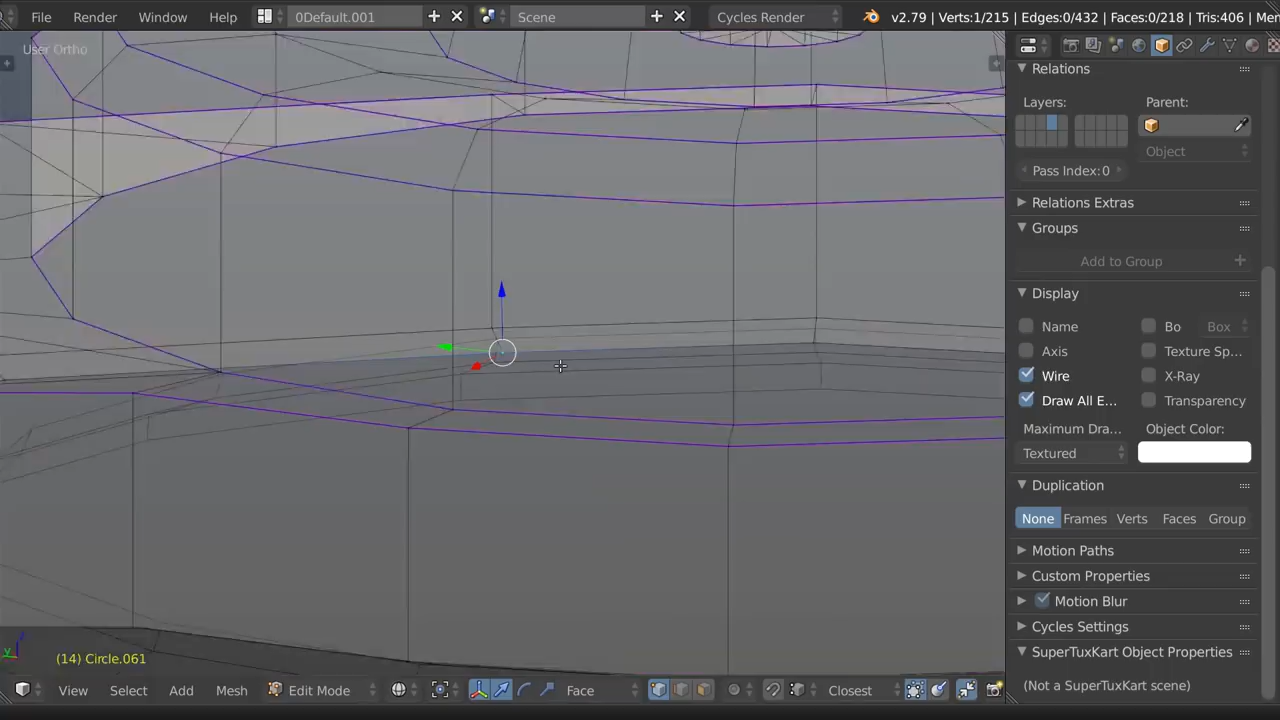 File Render Window Help 0Default.001 Scene Cycles Render v2.79 | Verts:1/215 | Edges:0/432 | Faces:0/218 | Tris:406 |
User Ortho
Relations
Layers: Parent:
Object
Pass Index: 0
Relations Extras
Groups
Add to Group
Display
Name Bo Box
Axis Texture Sp...
Wire X-Ray
Draw All E... Transparency
Maximum Dra... Object Color:
Textured
Duplication
None Frames Verts Faces Group
Motion Paths
Custom Properties
Motion Blur
Cycles Settings
SuperTuxKart Object Properties
(Not a SuperTuxKart scene)
z
y
(14) Circle.061
View Select Add Mesh Edit Mode Face Closest